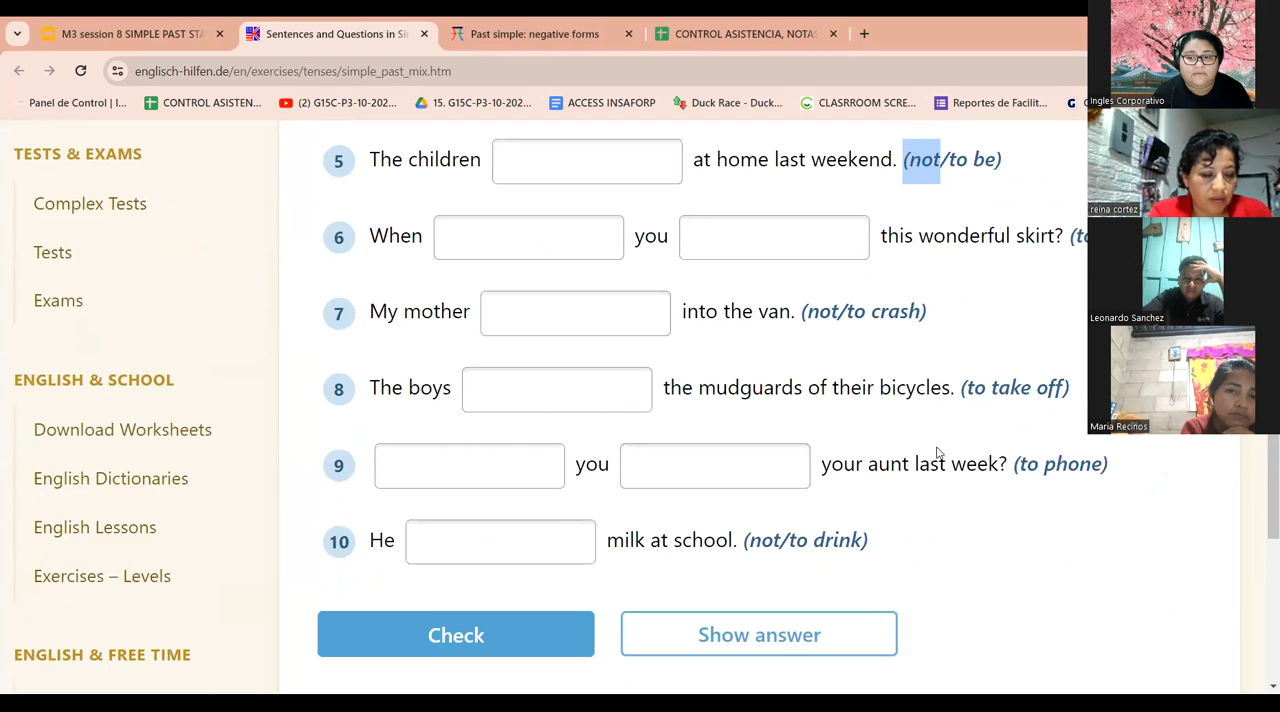 M3 session 8 SIMPLE PAST STA
Sentences and Questions in Si
Past simple: negative forms
CONTROL ASISTENCIA, NOTAS
englisch-hilfen.de/en/exercises/tenses/simple_past_mix.htm
Panel de Control | I...
CONTROL ASISTEN...
(2) G15C-P3-10-202...
15. G15C-P3-10-202...
ACCESS INSAFORP
Duck Race - Duck...
CLASRROOM SCRE...
Reportes de Facilit...
Ingles Corporativo
reina cortez
Leonardo Sanchez
Maria Recinos
TESTS & EXAMS
Complex Tests
Tests
Exams
ENGLISH & SCHOOL
Download Worksheets
English Dictionaries
English Lessons
Exercises – Levels
ENGLISH & FREE TIME
5 The children at home last weekend. (not/to be)
6 When you this wonderful skirt?
7 My mother into the van. (not/to crash)
8 The boys the mudguards of their bicycles. (to take off)
9 you your aunt last week? (to phone)
10 He milk at school. (not/to drink)
Check
Show answer